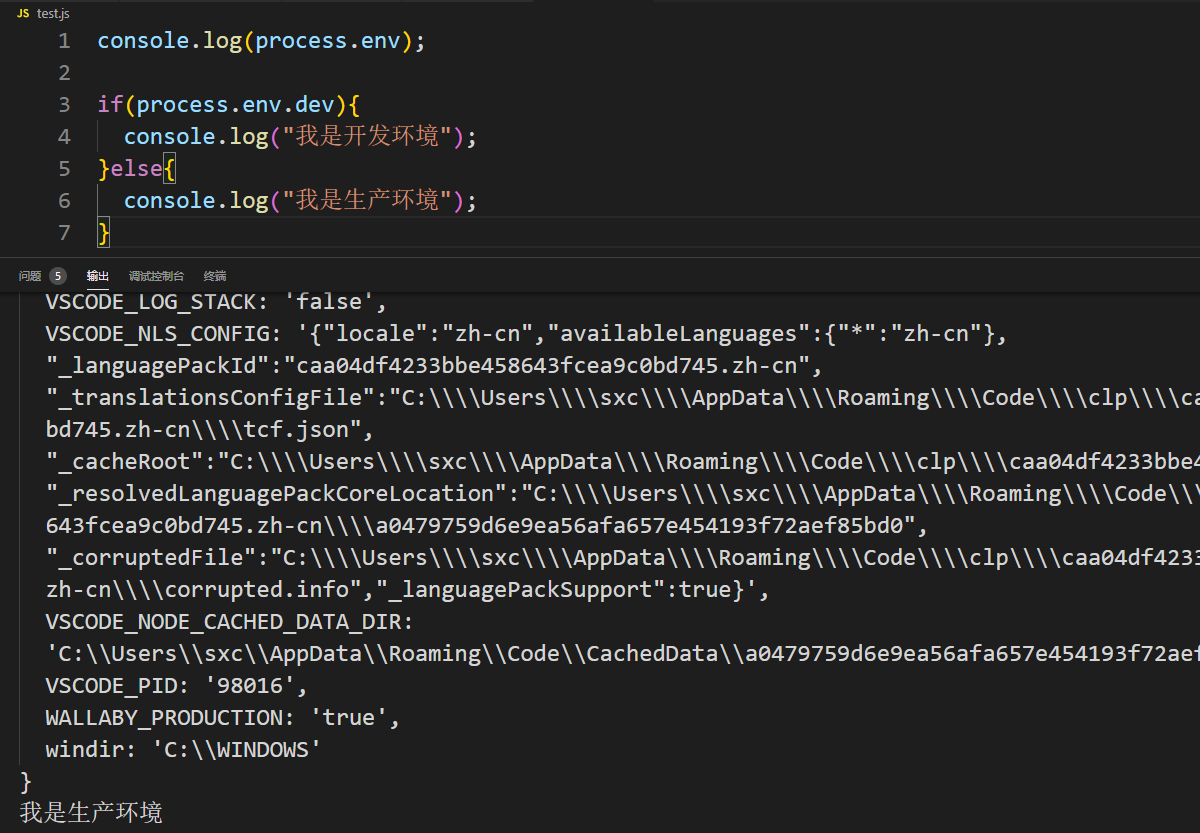 JS test.js
1 console.log(process.env);
2
3 if(process.env.dev){
4 console.log("我是开发环境");
5 }else{
6 console.log("我是生产环境");
7 }
问题 5 输出 调试控制台 终端
VSCODE_LOG_STACK: 'false',
VSCODE_NLS_CONFIG: '{"locale":"zh-cn","availableLanguages":{"*":"zh-cn"},
"_languagePackId":"caa04df4233bbe458643fcea9c0bd745.zh-cn",
"_translationsConfigFile":"C:\\\\Users\\\\sxc\\\\AppData\\\\Roaming\\\\Code\\\\clp\\\\ca
bd745.zh-cn\\\\tcf.json",
"_cacheRoot":"C:\\\\Users\\\\sxc\\\\AppData\\\\Roaming\\\\Code\\\\clp\\\\caa04df4233bbe4
"_resolvedLanguagePackCoreLocation":"C:\\\\Users\\\\sxc\\\\AppData\\\\Roaming\\\\Code\\\
643fcea9c0bd745.zh-cn\\\\a0479759d6e9ea56afa657e454193f72aef85bd0",
"_corruptedFile":"C:\\\\Users\\\\sxc\\\\AppData\\\\Roaming\\\\Code\\\\clp\\\\caa04df4233
zh-cn\\\\corrupted.info","_languagePackSupport":true}',
VSCODE_NODE_CACHED_DATA_DIR:
'C:\\Users\\sxc\\AppData\\Roaming\\Code\\CachedData\\a0479759d6e9ea56afa657e454193f72aef
VSCODE_PID: '98016',
WALLABY_PRODUCTION: 'true',
windir: 'C:\\WINDOWS'
}
我是生产环境